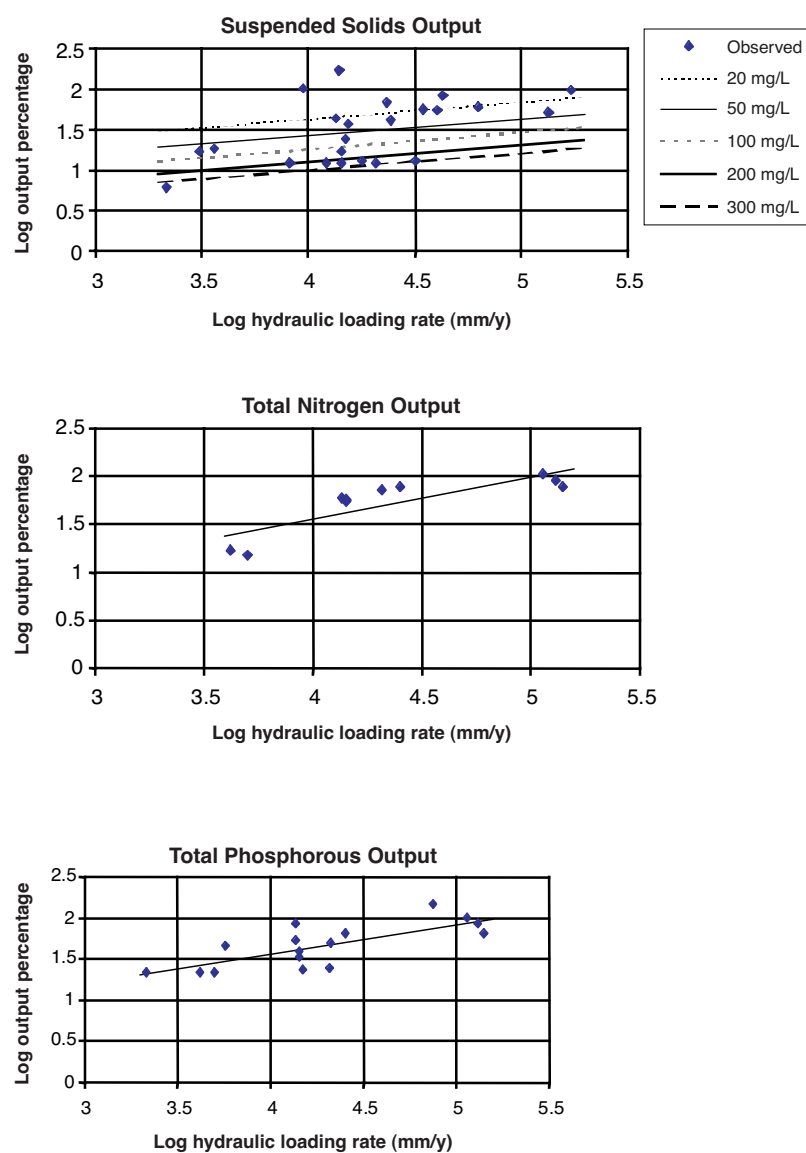 Suspended Solids Output
Log output percentage
2.5
2
1.5
1
0.5
0
3
3.5
4
4.5
5
5.5
Log hydraulic loading rate (mm/y)
Observed
20 mg/L
50 mg/L
100 mg/L
200 mg/L
300 mg/L
Total Nitrogen Output
Log output percentage
2.5
2
1.5
1
0.5
0
3
3.5
4
4.5
5
5.5
Log hydraulic loading rate (mm/y)
Total Phosphorous Output
Log output percentage
2.5
2
1.5
1
0.5
0
3
3.5
4
4.5
5
5.5
Log hydraulic loading rate (mm/y)